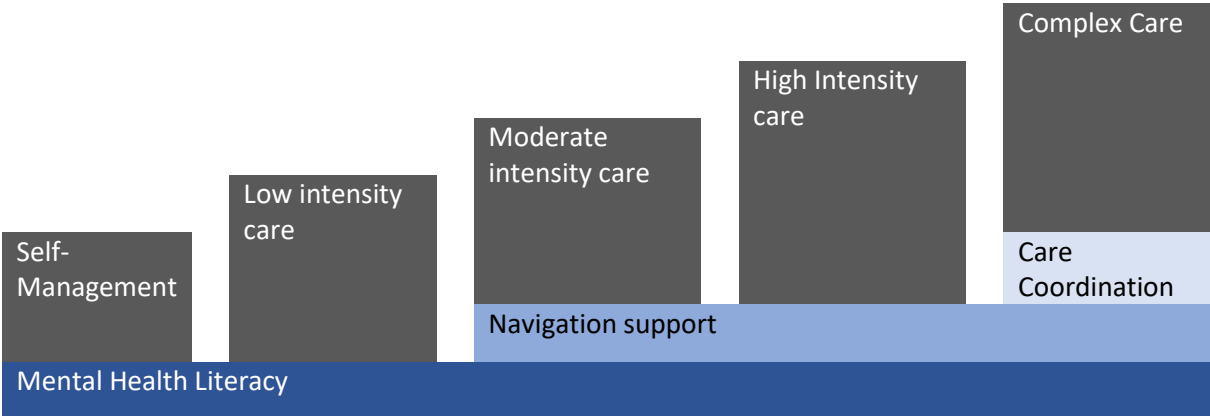 Complex Care
High Intensity
care
Moderate
intensity care
Low intensity
care
Self-
Management
Care
Coordination
Navigation support
Mental Health Literacy